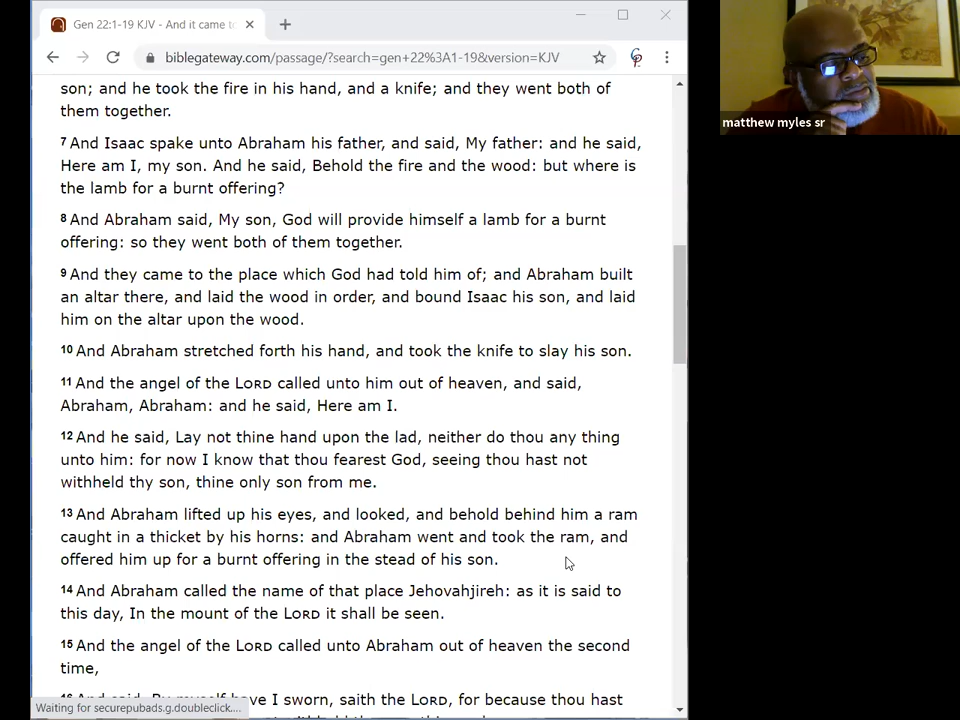 Gen 22:1-19 KJV - And it came to
biblegateway.com/passage/?search=gen+22%3A1-19&version=KJV
son; and he took the fire in his hand, and a knife; and they went both of
them together.
7 And Isaac spake unto Abraham his father, and said, My father: and he said,
Here am I, my son. And he said, Behold the fire and the wood: but where is
the lamb for a burnt offering?
8 And Abraham said, My son, God will provide himself a lamb for a burnt
offering: so they went both of them together.
9 And they came to the place which God had told him of; and Abraham built
an altar there, and laid the wood in order, and bound Isaac his son, and laid
him on the altar upon the wood.
10 And Abraham stretched forth his hand, and took the knife to slay his son.
11 And the angel of the LORD called unto him out of heaven, and said,
Abraham, Abraham: and he said, Here am I.
12 And he said, Lay not thine hand upon the lad, neither do thou any thing
unto him: for now I know that thou fearest God, seeing thou hast not
withheld thy son, thine only son from me.
13 And Abraham lifted up his eyes, and looked, and behold behind him a ram
caught in a thicket by his horns: and Abraham went and took the ram, and
offered him up for a burnt offering in the stead of his son.
14 And Abraham called the name of that place Jehovahjireh: as it is said to
this day, In the mount of the LORD it shall be seen.
15 And the angel of the LORD called unto Abraham out of heaven the second
time,
16 And said, By myself have I sworn, saith the LORD, for because thou hast
Waiting for securepubads.g.doubleclick....
matthew myles sr